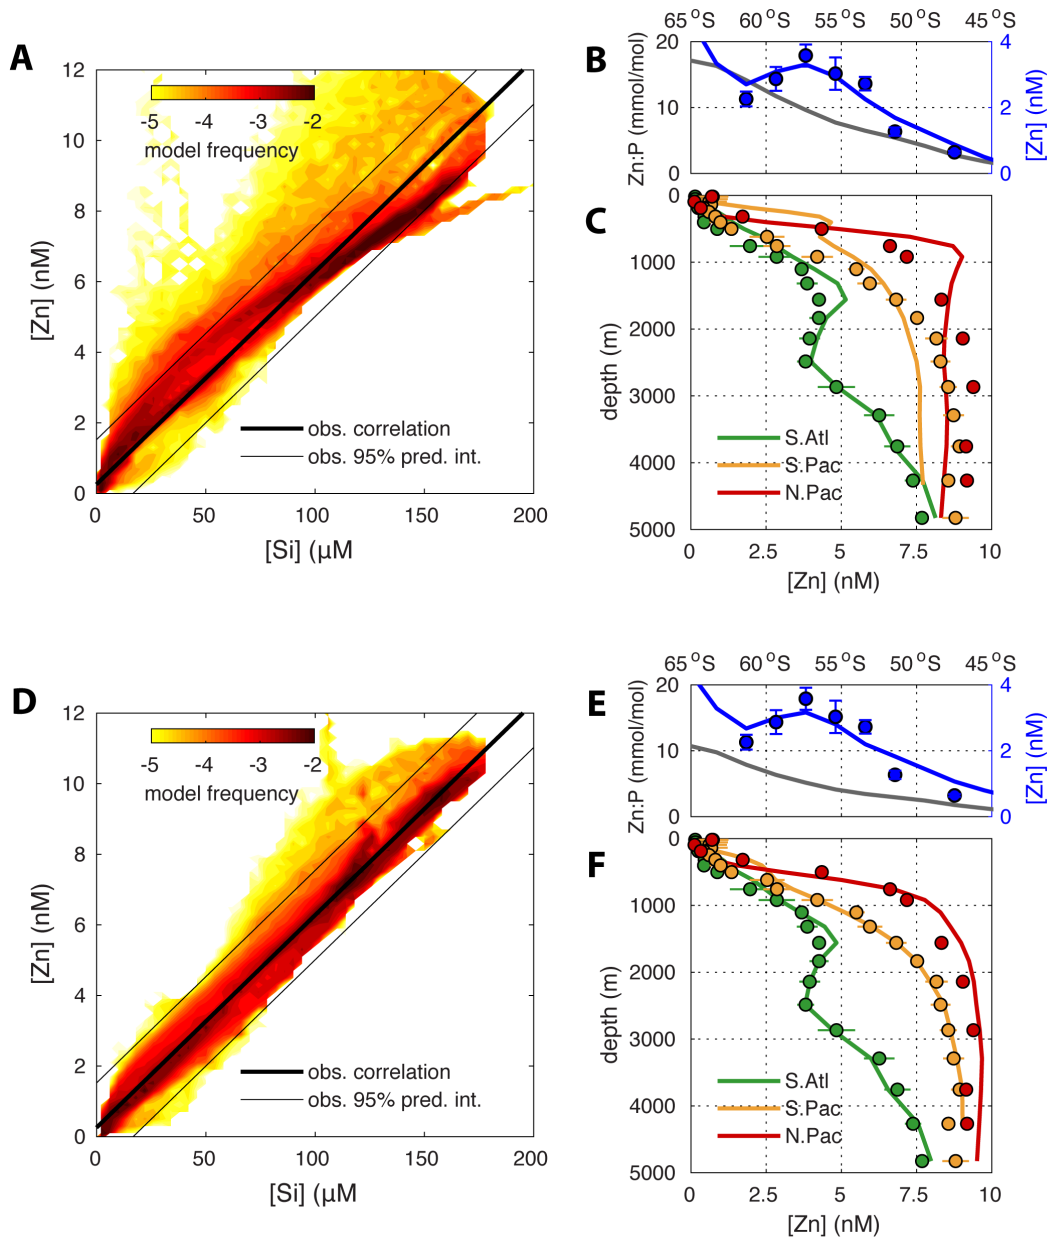 A
12
10
8
6
4
2
0
[Zn] (nM)
-5 -4 -3 -2
model frequency
obs. correlation
obs. 95% pred. int.
0 50 100 150 200
[Si] (µM
65°S 60°S 55°S 50°S 45°S
B
20
10
0
Zn:P (mmol/mol)
4
2
0
[Zn] (nM)
C
0
1000
2000
3000
4000
5000
depth (m)
S.Atl
S.Pac
N.Pac
0 2.5 5 7.5 10
[Zn] (nM)
D
12
10
8
6
4
2
0
[Zn] (nM)
-5 -4 -3 -2
model frequency
obs. correlation
obs. 95% pred. int.
0 50 100 150 200
[Si] (µM
65°S 60°S 55°S 50°S 45°S
E
20
10
0
Zn:P (mmol/mol)
4
2
0
[Zn] (nM)
F
0
1000
2000
3000
4000
5000
depth (m)
S.Atl
S.Pac
N.Pac
0 2.5 5 7.5 10
[Zn] (nM)